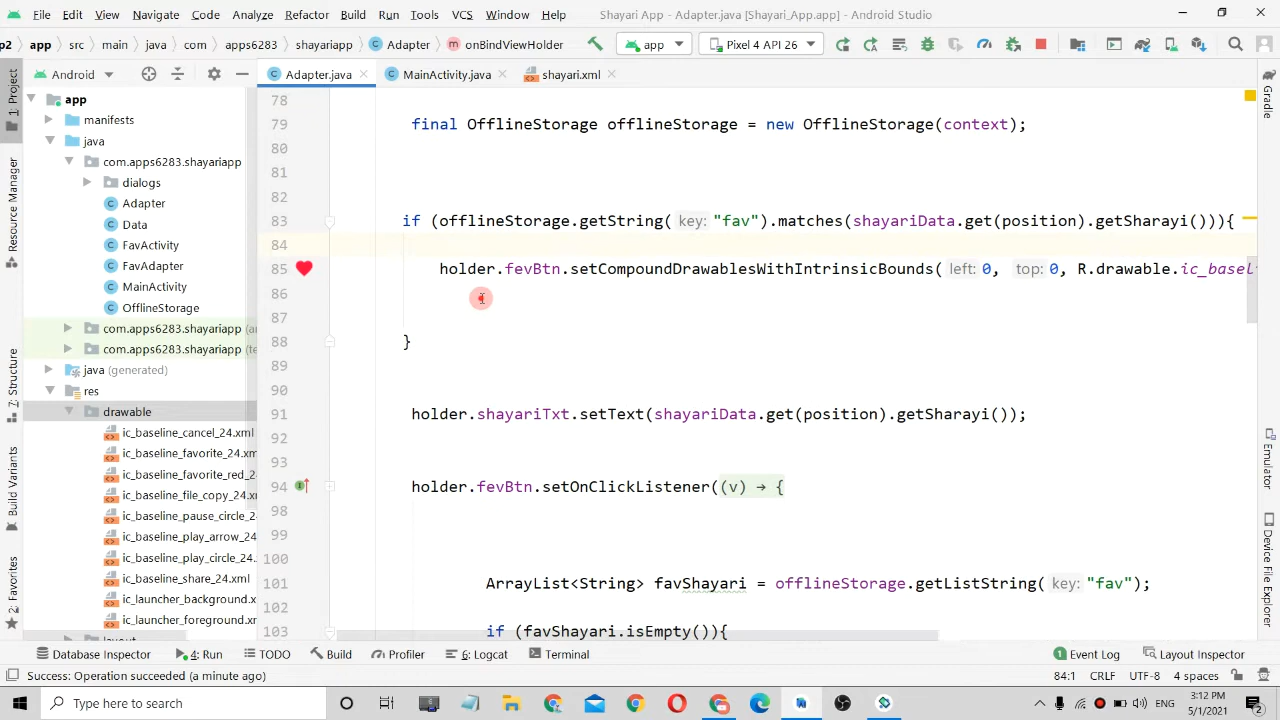 File Edit View Navigate Code Analyze Refactor Build Run Tools VCS Window Help Shayari App - Adapter.java [Shayari_App.app] - Android Studio
p2 app src main java com apps6283 shayariapp Adapter onBindViewHolder app Pixel 4 API 26
Android Adapter.java MainActivity.java shayari.xml
1: Project
Resource Manager
7: Structure
Build Variants
2: Favorites
app
manifests
java
com.apps6283.shayariapp
dialogs
Adapter
Data
FavActivity
FavAdapter
MainActivity
OfflineStorage
com.apps6283.shayariapp (a
com.apps6283.shayariapp (te
java (generated)
res
drawable
ic_baseline_cancel_24.xml
ic_baseline_favorite_24.xm
ic_baseline_favorite_red_2
ic_baseline_file_copy_24.x
ic_baseline_pause_circle_2
ic_baseline_play_arrow_24
ic_baseline_play_circle_24.
ic_baseline_share_24.xml
ic_launcher_background.x
ic_launcher_foreground.xr
layout
78
79 final OfflineStorage offlineStorage = new OfflineStorage(context);
80
81
82
83 if (offlineStorage.getString( key: "fav").matches(shayariData.get(position).getSharayi())){
84
85 holder.fevBtn.setCompoundDrawablesWithIntrinsicBounds( left: 0, top: 0, R.drawable.ic_basel
86
87
88 }
89
90
91 holder.shayariTxt.setText(shayariData.get(position).getSharayi());
92
93
94 holder.fevBtn.setOnClickListener((v) → {
98
99
100
101 ArrayList<String> favShayari = offlineStorage.getListString( key: "fav");
102
103 if (favShayari.isEmpty()){
Gradle
Emulator
Device File Explorer
Database Inspector 4: Run TODO Build Profiler 6: Logcat Terminal 1 Event Log Layout Inspector
Success: Operation succeeded (a minute ago) 84:1 CRLF UTF-8 4 spaces
Type here to search ENG 3:12 PM
5/1/2021 2